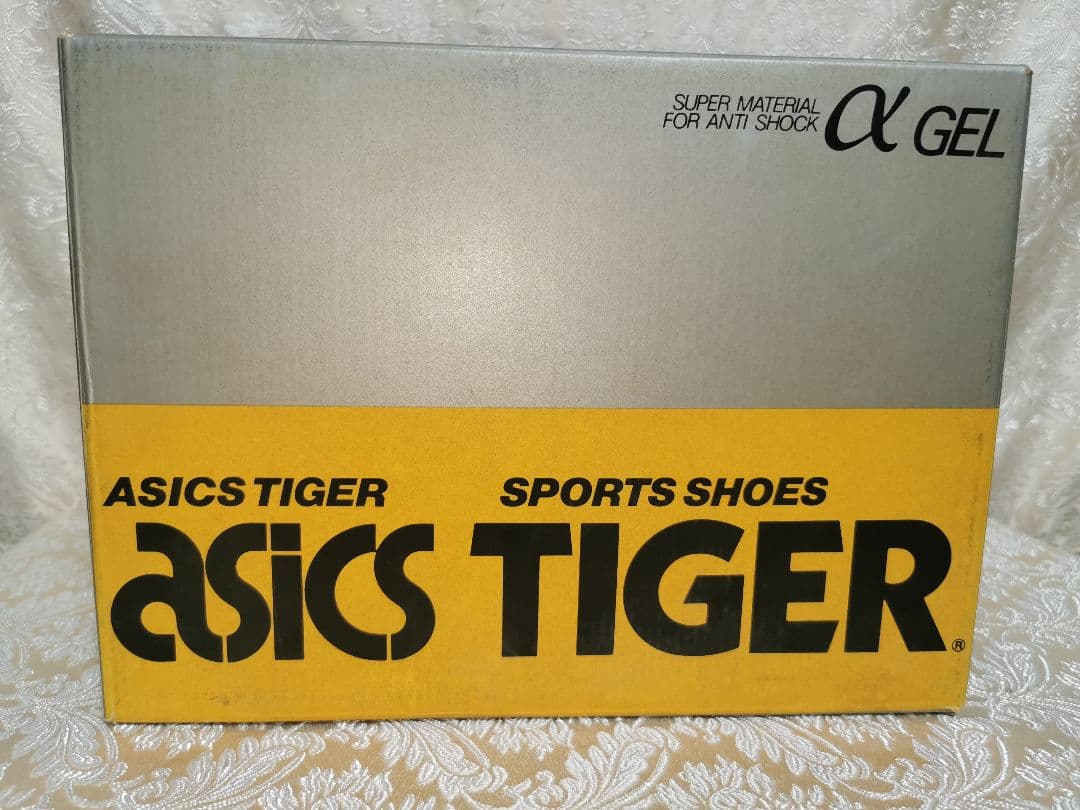 SUPER MATERIAL
FOR ANTI SHOCK
α GEL
ASICS TIGER SPORTS SHOES
asics TIGER®